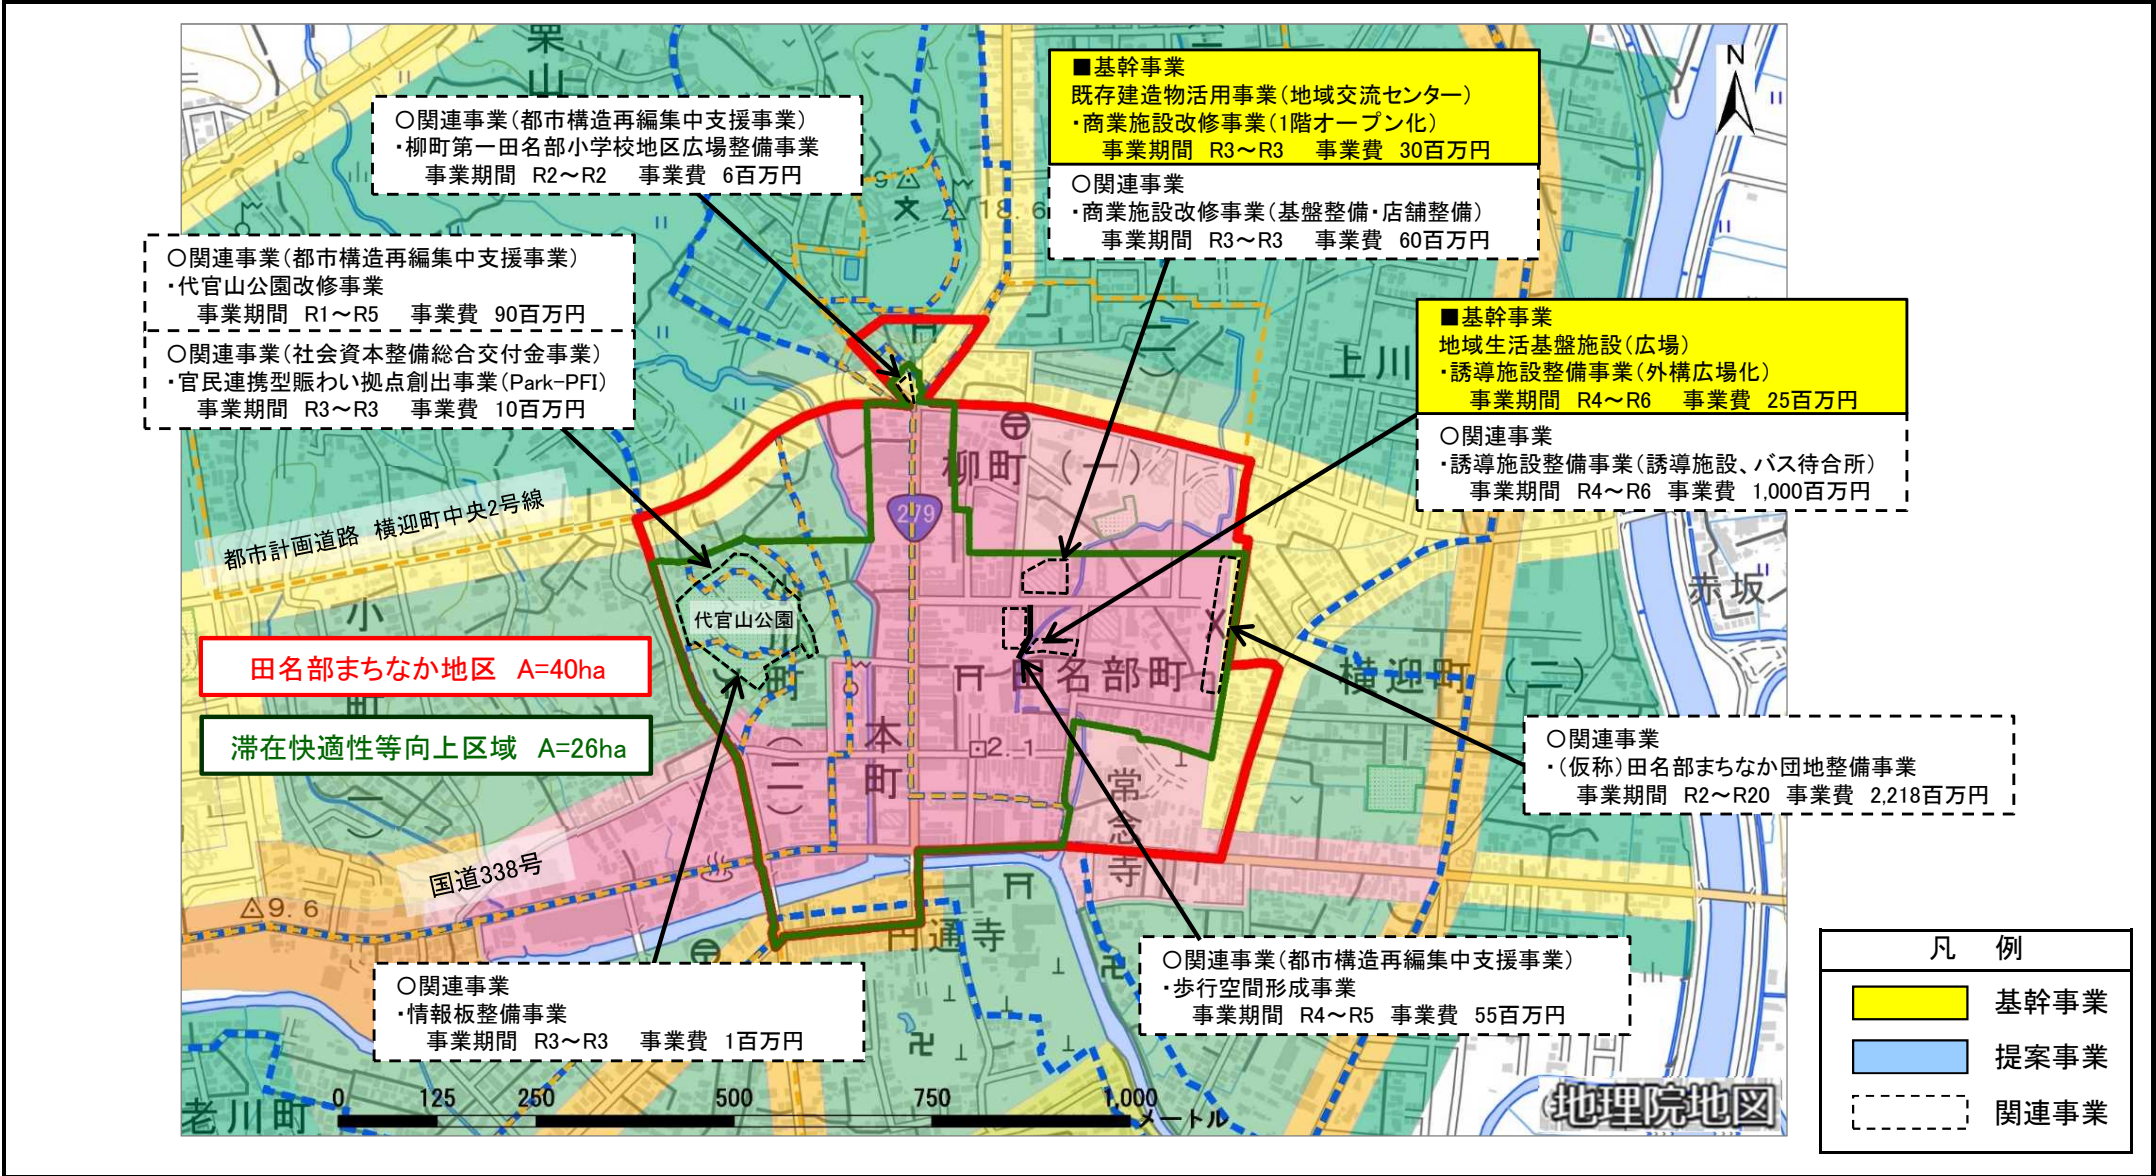 栗山
N
■基幹事業
既存建造物活用事業(地域交流センター)
・商業施設改修事業(1階オープン化)
事業期間 R3～R3 事業費 30百万円
○関連事業
・商業施設改修事業(基盤整備・店舗整備)
事業期間 R3～R3 事業費 60百万円
○関連事業(都市構造再編集中支援事業)
・柳町第一田名部小学校地区広場整備事業
事業期間 R2～R2 事業費 6百万円
18.6
○関連事業(都市構造再編集中支援事業)
・代官山公園改修事業
事業期間 R1～R5 事業費 90百万円
○関連事業(社会資本整備総合交付金事業)
・官民連携型賑わい拠点創出事業(Park-PFI)
事業期間 R3～R3 事業費 10百万円
■基幹事業
地域生活基盤施設(広場)
・誘導施設整備事業(外構広場化)
事業期間 R4～R6 事業費 25百万円
○関連事業
・誘導施設整備事業(誘導施設、バス待合所)
事業期間 R4～R6 事業費 1,000百万円
(二)
上川
柳町(一)
279
都市計画道路 横迎町中央2号線
赤坂
代官山公園
小
町
(一)
田名部まちなか地区 A=40ha
滞在快適性等向上区域 A=26ha
町
(二)
本町
田名部町
横迎町(二)
2.1
常念寺
○関連事業
・(仮称)田名部まちなか団地整備事業
事業期間 R2～R20 事業費 2,218百万円
国道338号
9.6
円通寺
○関連事業
・情報板整備事業
事業期間 R3～R3 事業費 1百万円
○関連事業(都市構造再編集中支援事業)
・歩行空間形成事業
事業期間 R4～R5 事業費 55百万円
凡 例
基幹事業
提案事業
関連事業
老川町
0 125 250 500 750 1,000
メートル
地理院地図